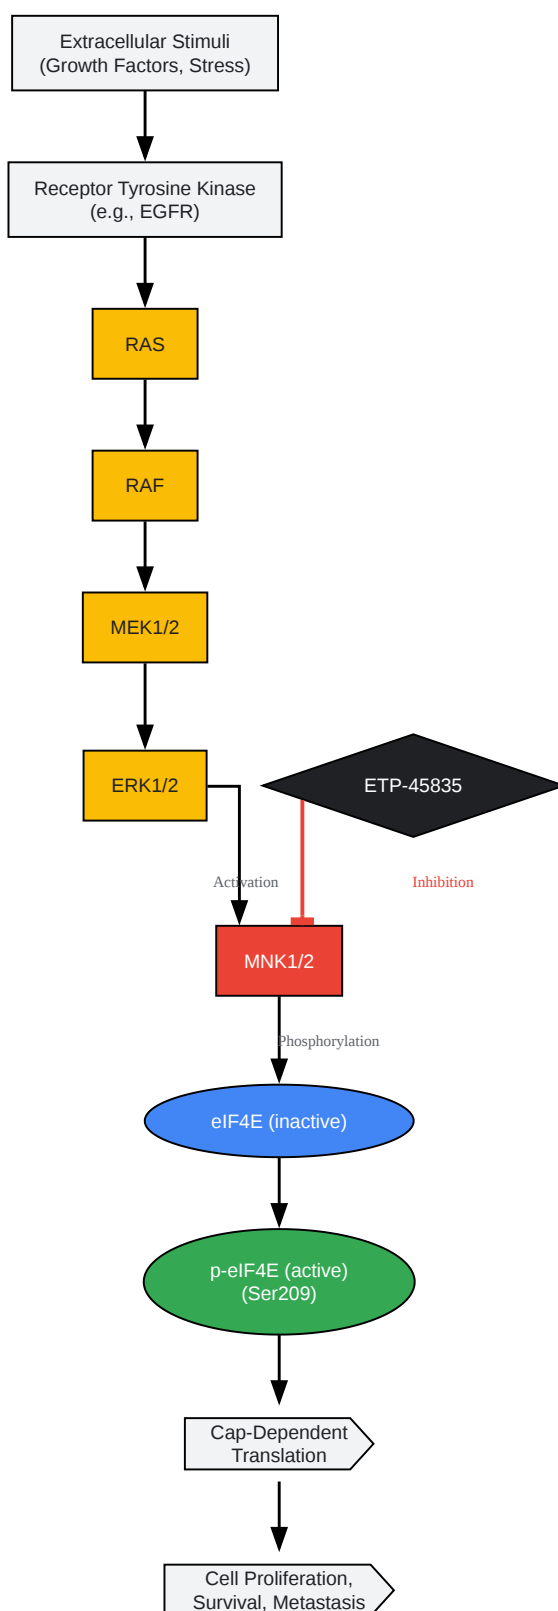 Extracellular Stimuli
(Growth Factors, Stress)
Receptor Tyrosine Kinase
(e.g., EGFR)
RAS
RAF
MEK1/2
ERK1/2
ETP-45835
Activation
Inhibition
MNK1/2
Phosphorylation
eIF4E (inactive)
p-eIF4E (active)
(Ser209)
Cap-Dependent
Translation
Cell Proliferation,
Survival, Metastasis